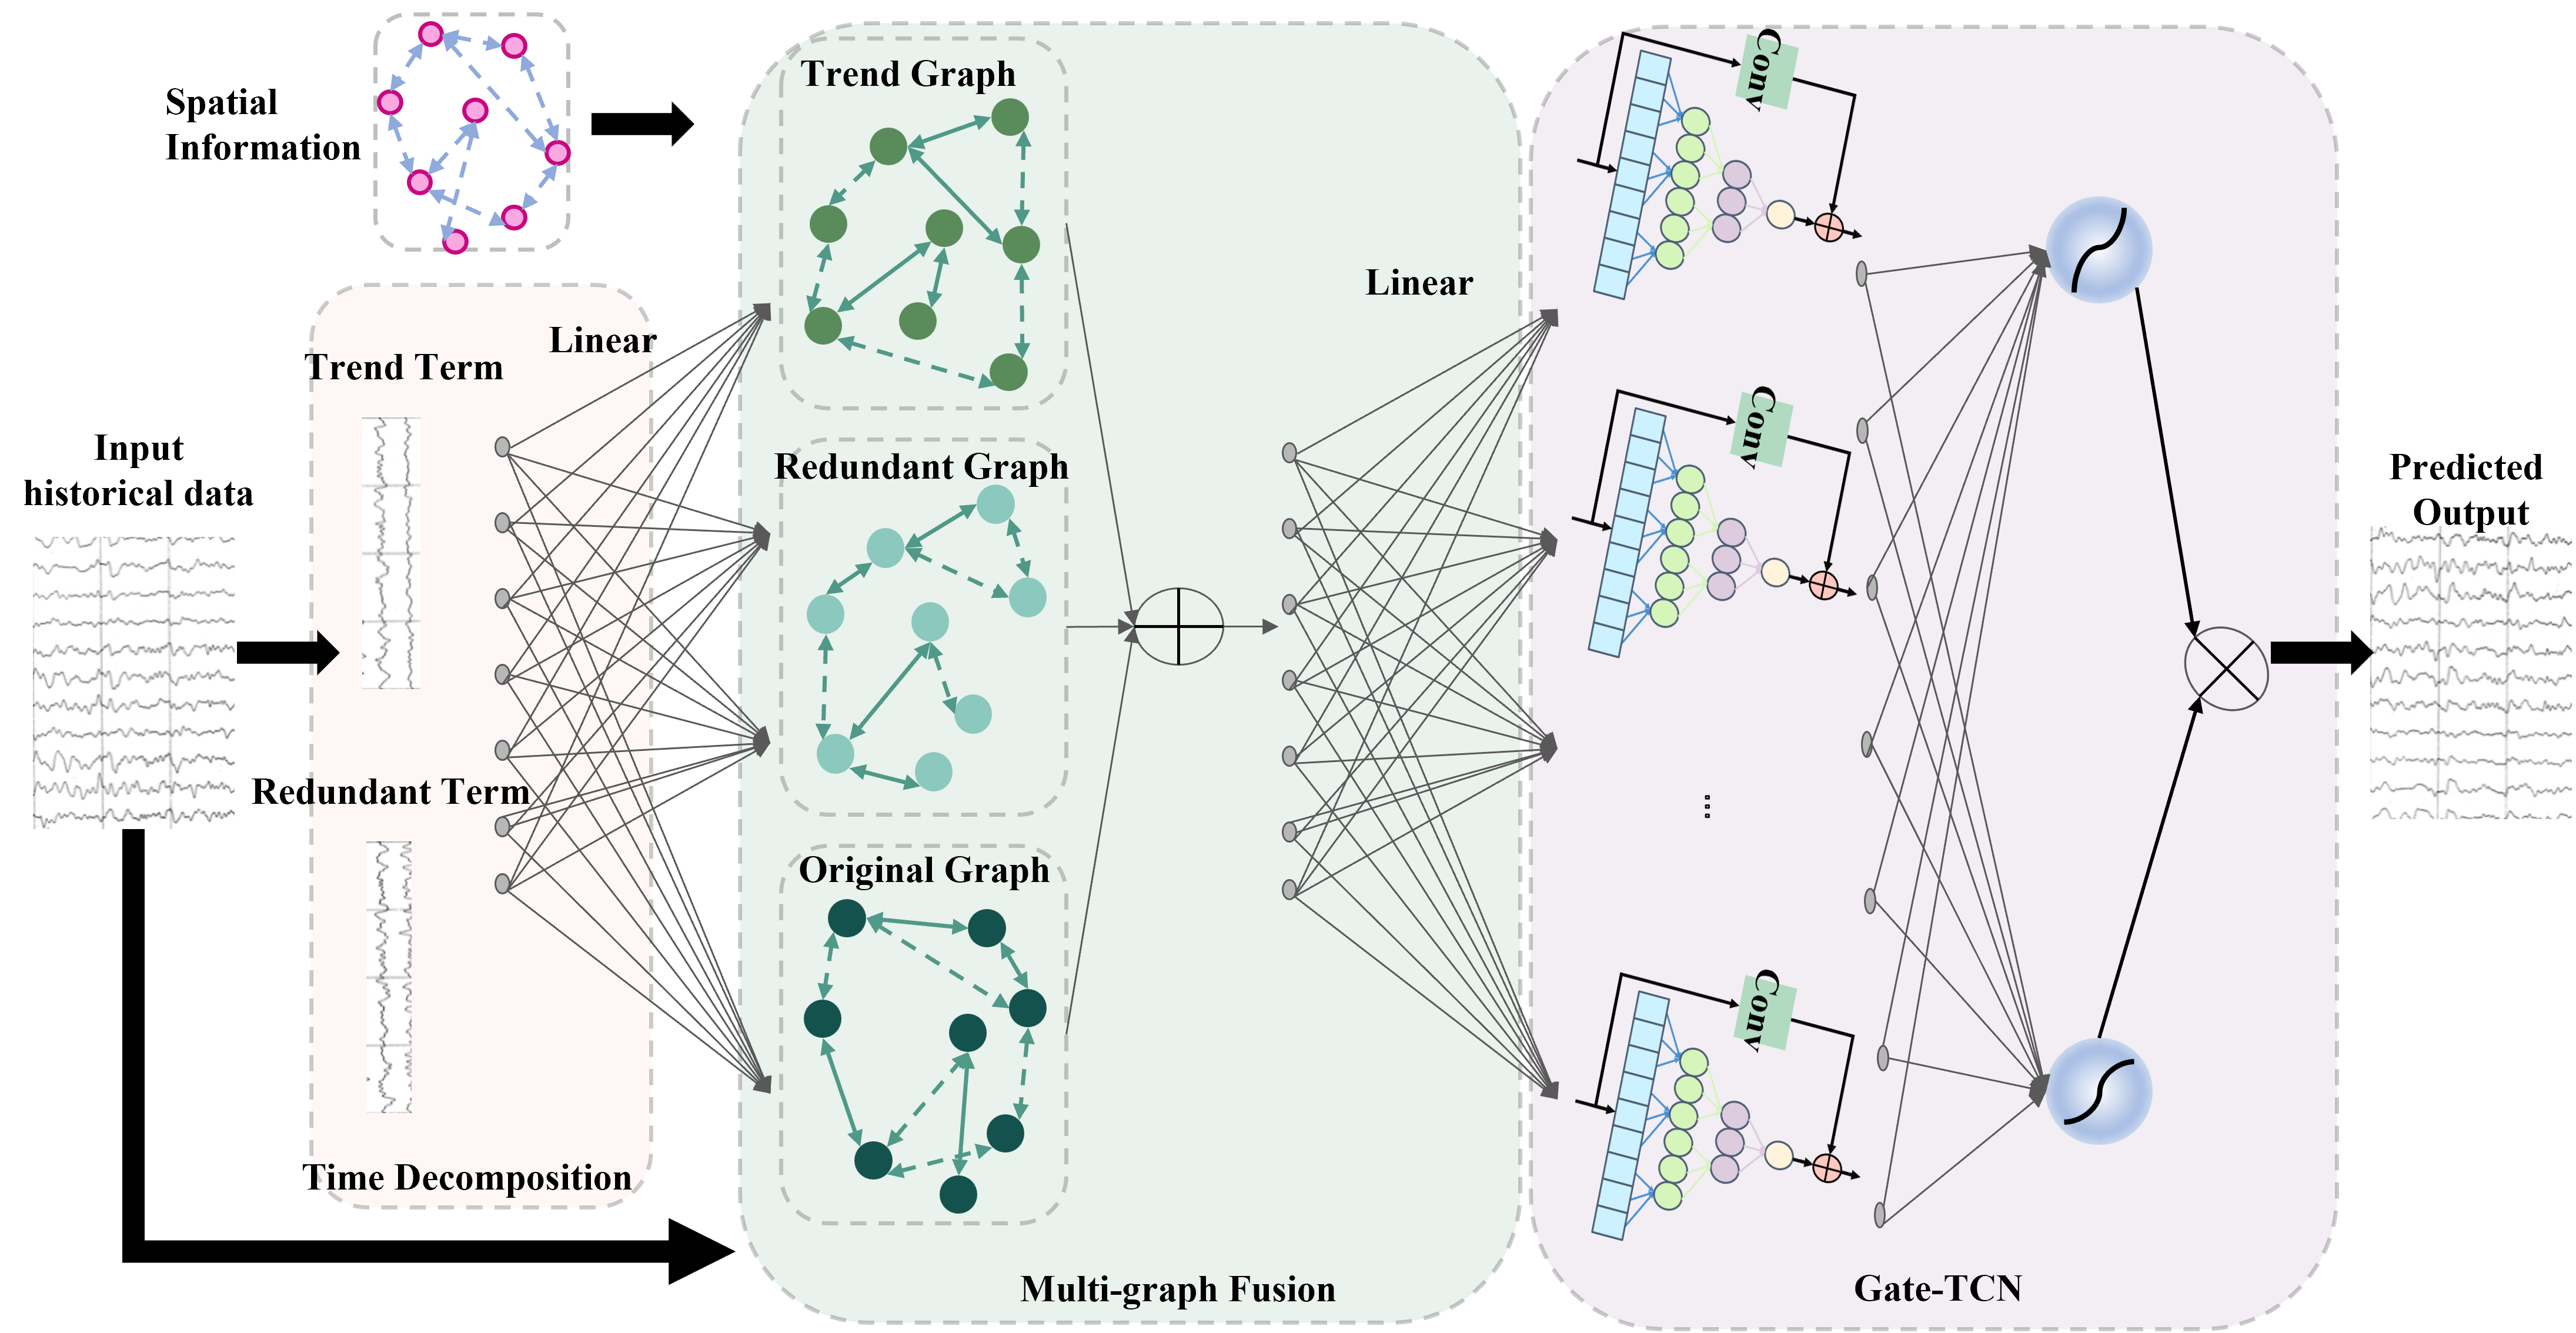 Spatial
Information
Input
historical data
Trend Term
Linear
Redundant Term
Time Decomposition
Trend Graph
Redundant Graph
Original Graph
Linear
Multi-graph Fusion
Conv
Conv
...
Conv
Gate-TCN
Predicted
Output